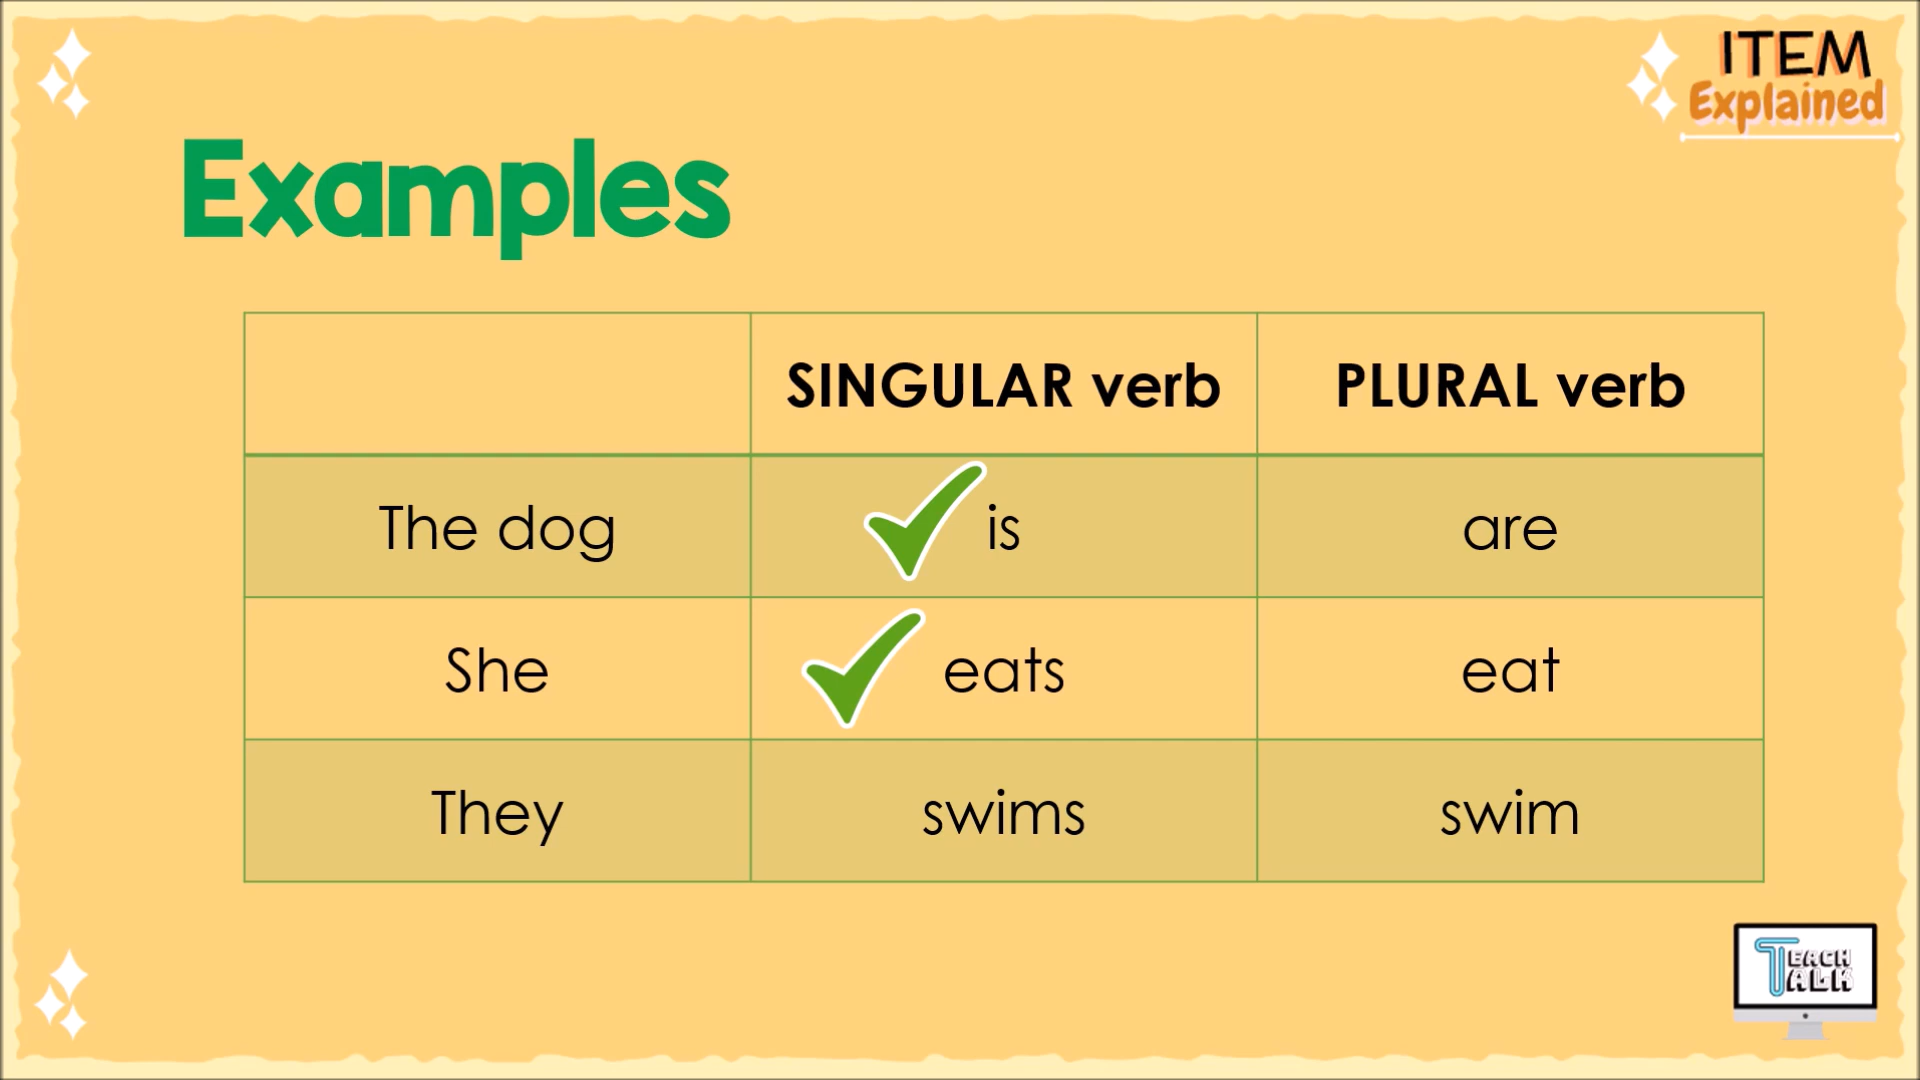 ITEM
Explained
Examples
SINGULAR verb PLURAL verb
The dog is are
She eats eat
They swims swim
TEACH
TALK